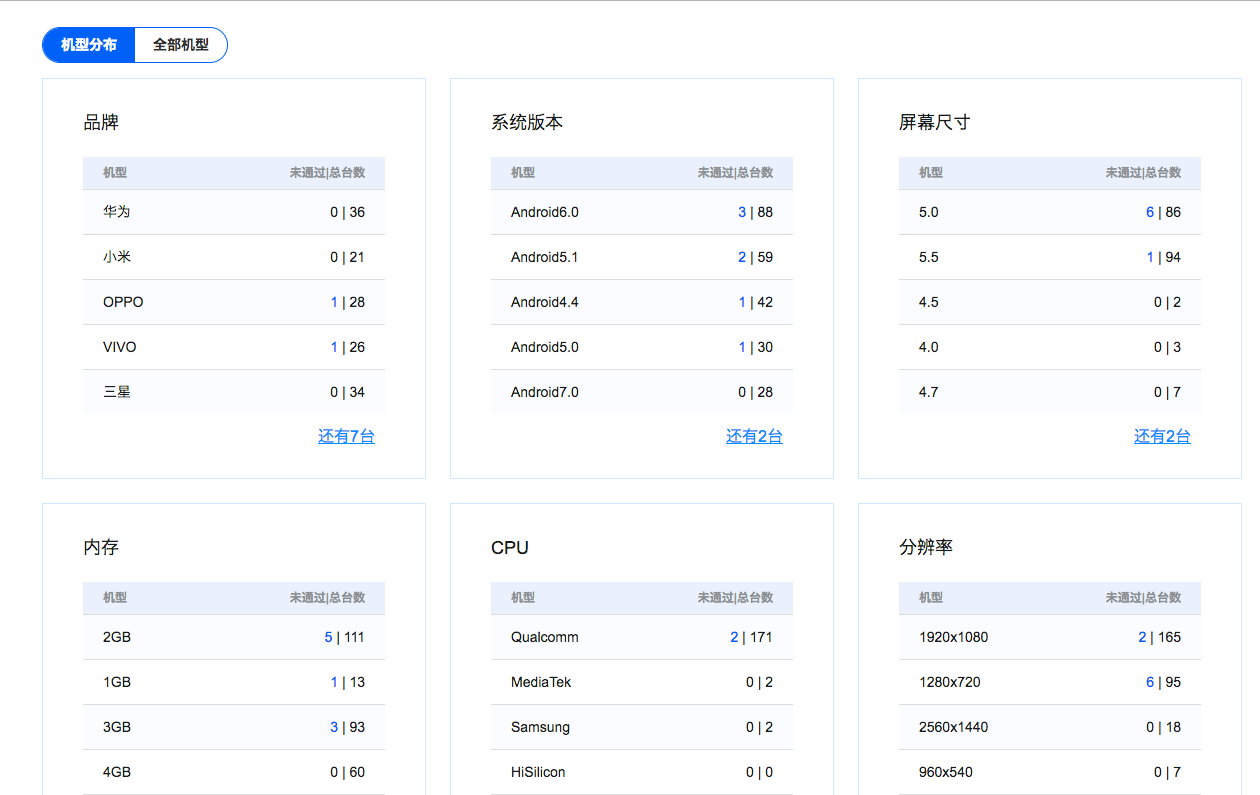 机型分布 全部机型
品牌
机型 未通过|总台数
华为 0 | 36
小米 0 | 21
OPPO 1 | 28
VIVO 1 | 26
三星 0 | 34
还有7台
系统版本
机型 未通过|总台数
Android6.0 3 | 88
Android5.1 2 | 59
Android4.4 1 | 42
Android5.0 1 | 30
Android7.0 0 | 28
还有2台
屏幕尺寸
机型 未通过|总台数
5.0 6 | 86
5.5 1 | 94
4.5 0 | 2
4.0 0 | 3
4.7 0 | 7
还有2台
内存
机型 未通过|总台数
2GB 5 | 111
1GB 1 | 13
3GB 3 | 93
4GB 0 | 60
CPU
机型 未通过|总台数
Qualcomm 2 | 171
MediaTek 0 | 2
Samsung 0 | 2
HiSilicon 0 | 0
分辨率
机型 未通过|总台数
1920x1080 2 | 165
1280x720 6 | 95
2560x1440 0 | 18
960x540 0 | 7